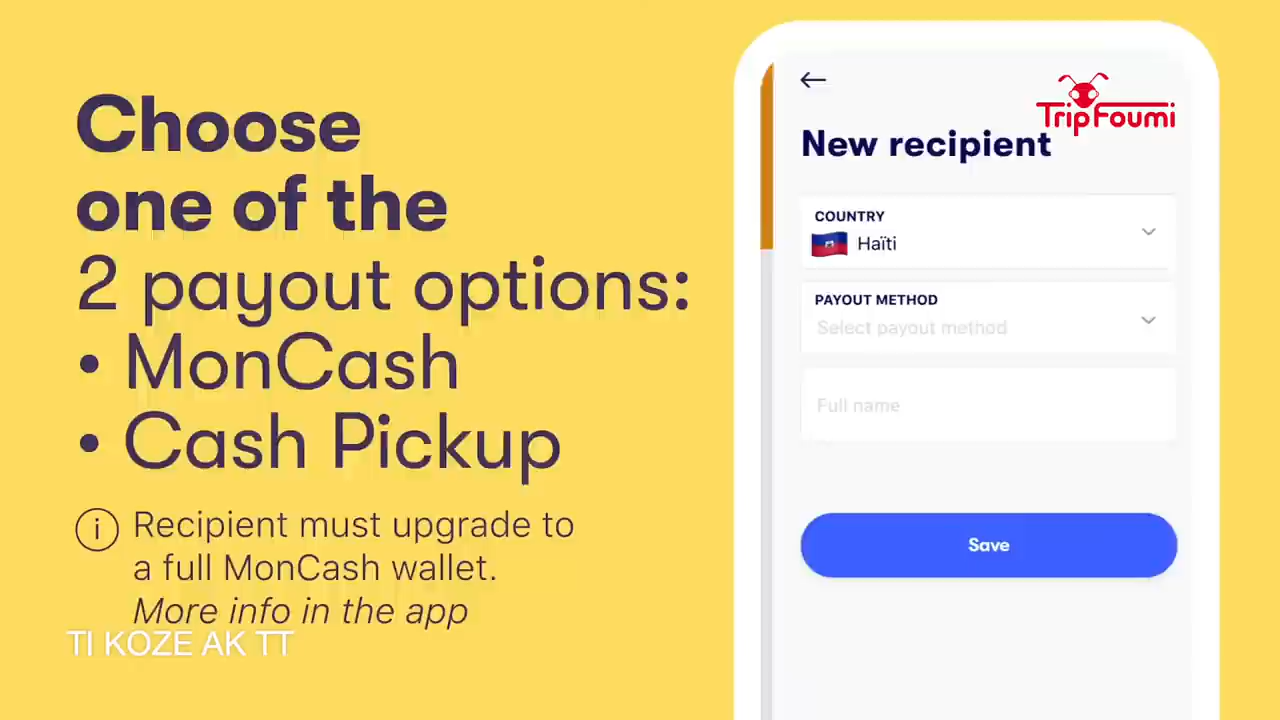 Choose
one of the
2 payout options:
• MonCash
• Cash Pickup
i Recipient must upgrade to
a full MonCash wallet.
More info in the app
TI KOZE AK TT
TripFoumi
New recipient
COUNTRY
Haïti
PAYOUT METHOD
Select payout method
Full name
Save